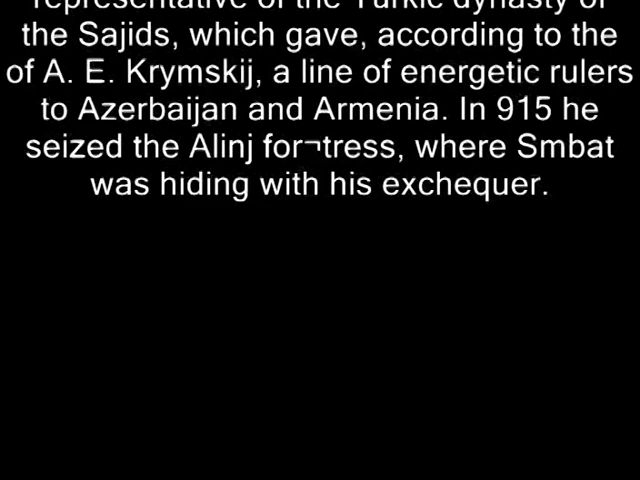 representative of the Turkic dynasty of
the Sajids, which gave, according to the
of A. E. Krymskij, a line of energetic rulers
to Azerbaijan and Armenia. In 915 he
seized the Alinj for¬tress, where Smbat
was hiding with his exchequer.